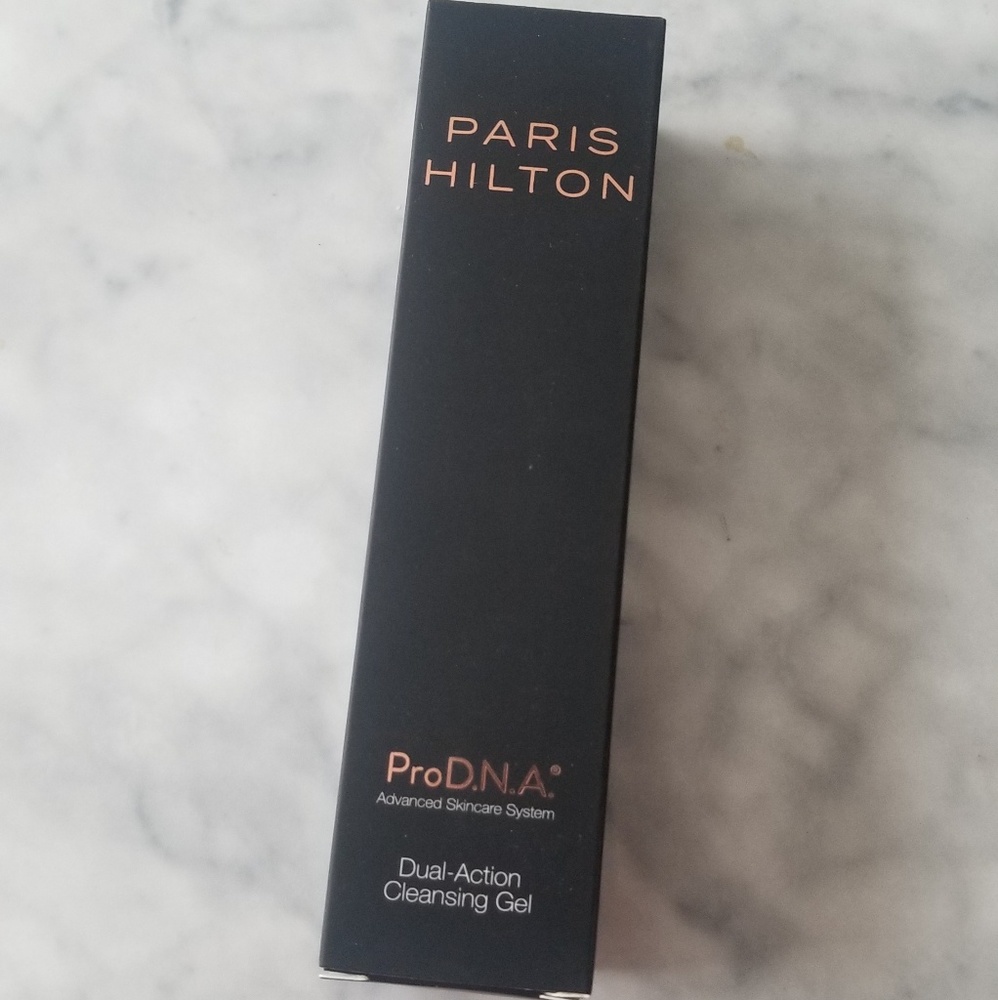 PARIS
HILTON
ProD.N.A.®
Advanced Skincare System
Dual-Action
Cleansing Gel